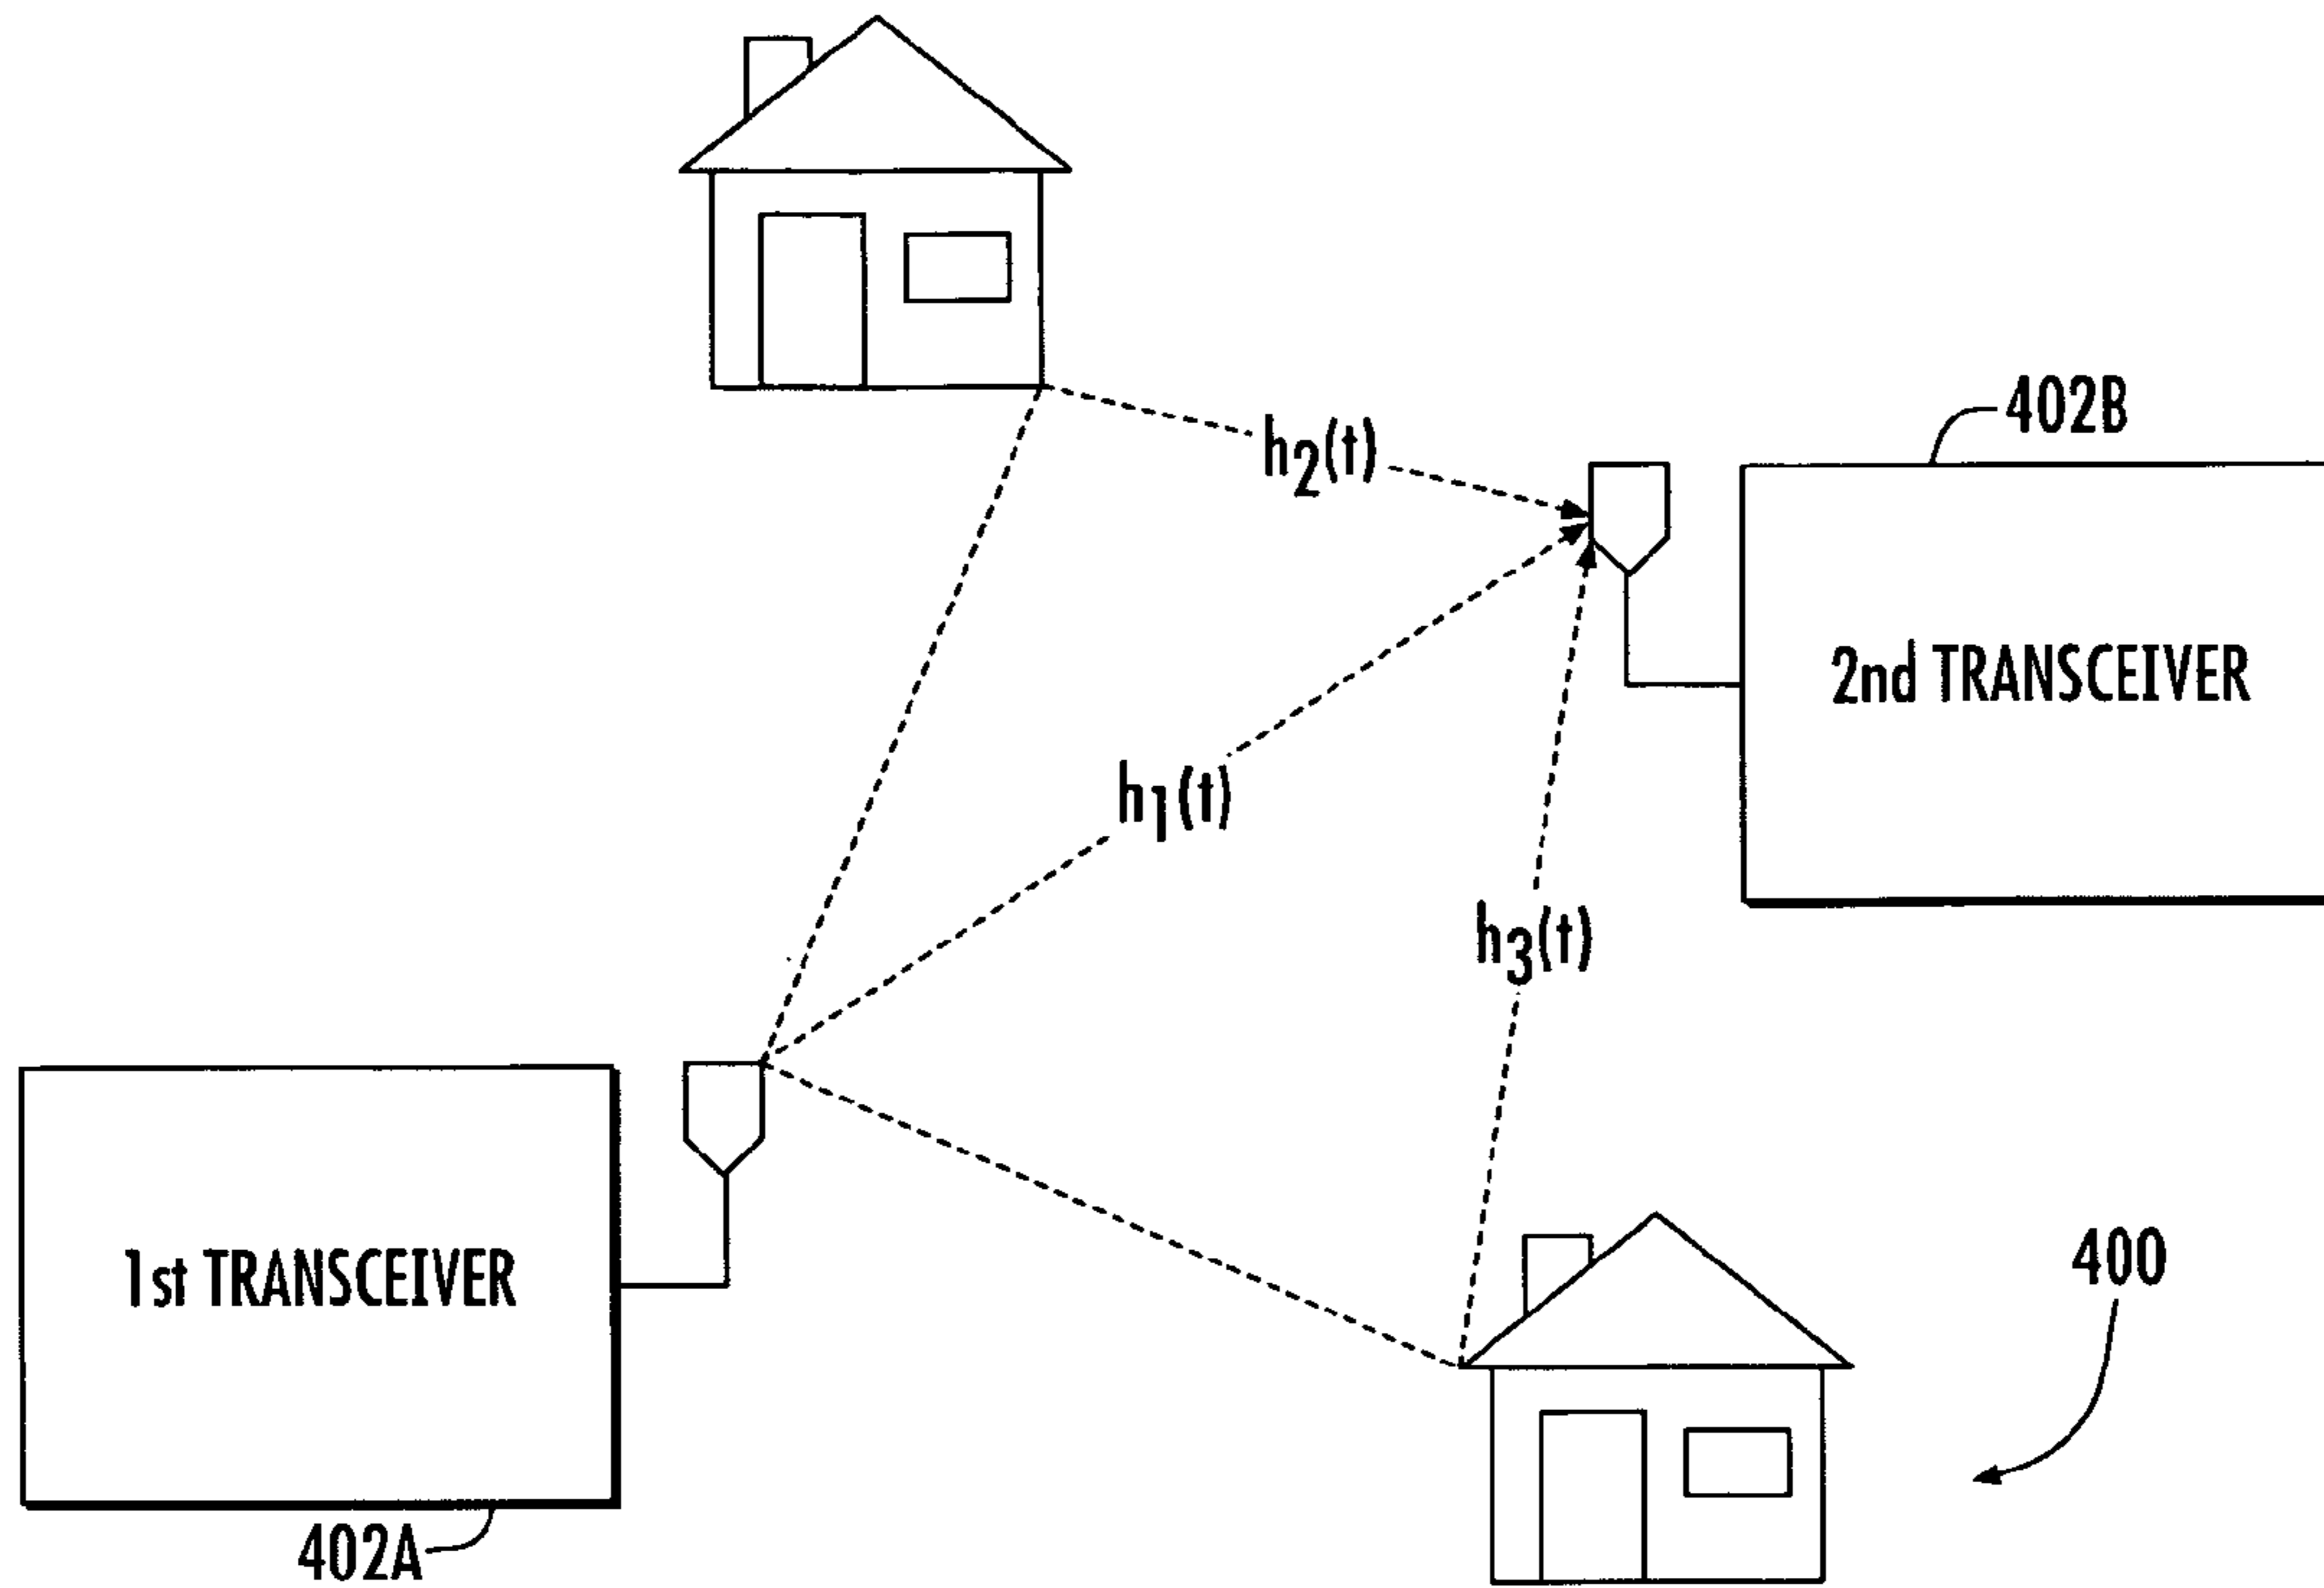 402B
h2(t)
2nd TRANSCEIVER
h1(t)
h3(t)
1st TRANSCEIVER
400
402A